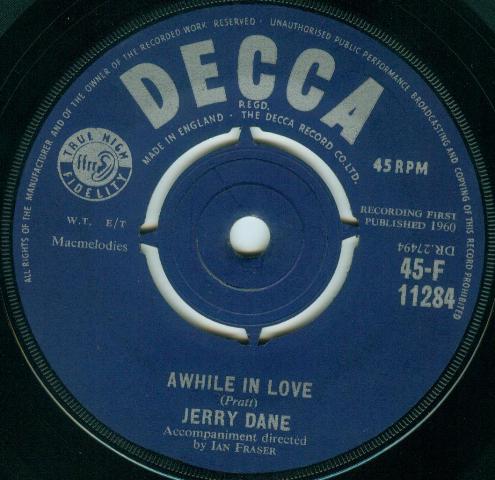 ALL RIGHTS OF THE MANUFACTURER AND OF THE OWNER OF THE RECORDED WORK RESERVED · UNAUTHORISED PUBLIC PERFORMANCE BROADCASTING AND COPYING OF THIS RECORD PROHIBITED
DECCA
REGD.
MADE IN ENGLAND · THE DECCA RECORD CO. LTD.
TRUE HIGH
ffrr
FIDELITY
45 RPM
W.T. E/T
Macmelodies
RECORDING FIRST
PUBLISHED 1960
DR.27494
45-F
11284
AWHILE IN LOVE
(Pratt)
JERRY DANE
Accompaniment directed
by IAN FRASER